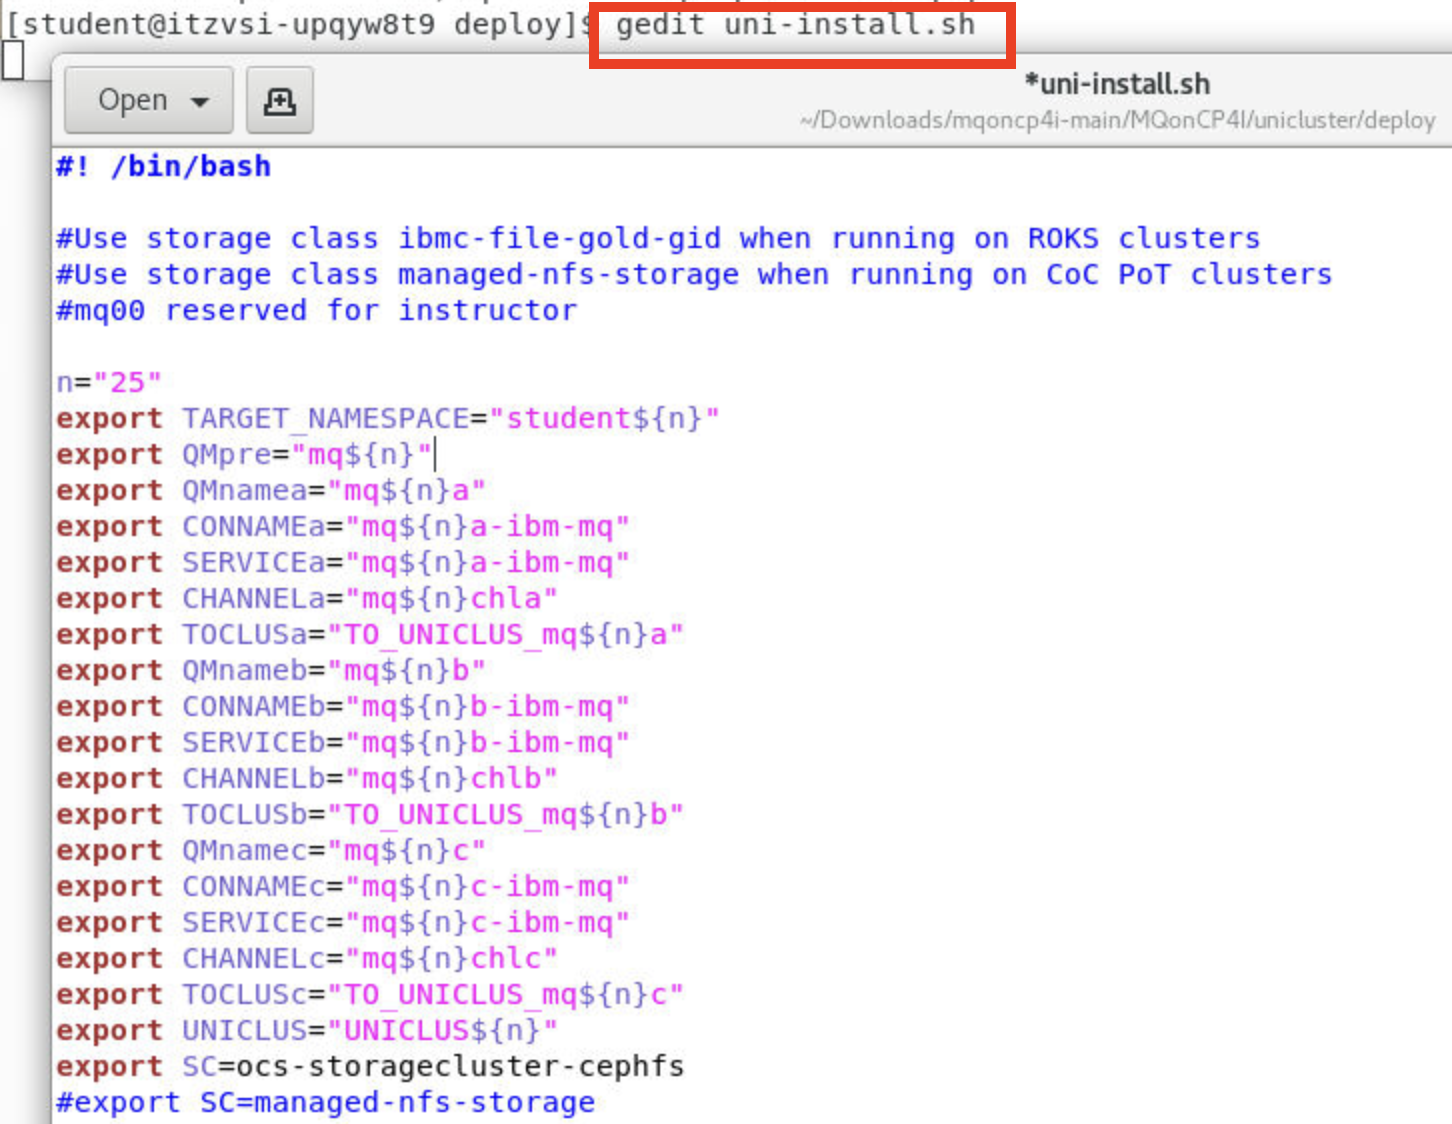 [student@itzvsi-upqyw8t9 deploy]$ gedit uni-install.sh
Open
*uni-install.sh
~/Downloads/mqoncp4i-main/MQonCP4I/unicluster/deploy
#! /bin/bash
#Use storage class ibmc-file-gold-gid when running on ROKS clusters
#Use storage class managed-nfs-storage when running on CoC PoT clusters
#mq00 reserved for instructor
n="25"
export TARGET_NAMESPACE="student${n}"
export QMpre="mq${n}"
export QMnamea="mq${n}a"
export CONNAMEa="mq${n}a-ibm-mq"
export SERVICEa="mq${n}a-ibm-mq"
export CHANNELa="mq${n}chla"
export TOCLUSa="TO_UNICLUS_mq${n}a"
export QMnameb="mq${n}b"
export CONNAMEb="mq${n}b-ibm-mq"
export SERVICEb="mq${n}b-ibm-mq"
export CHANNELb="mq${n}chlb"
export TOCLUSb="TO_UNICLUS_mq${n}b"
export QMnamec="mq${n}c"
export CONNAMEc="mq${n}c-ibm-mq"
export SERVICEc="mq${n}c-ibm-mq"
export CHANNELc="mq${n}chlc"
export TOCLUSc="TO_UNICLUS_mq${n}c"
export UNICLUS="UNICLUS${n}"
export SC=ocs-storagecluster-cephfs
#export SC=managed-nfs-storage